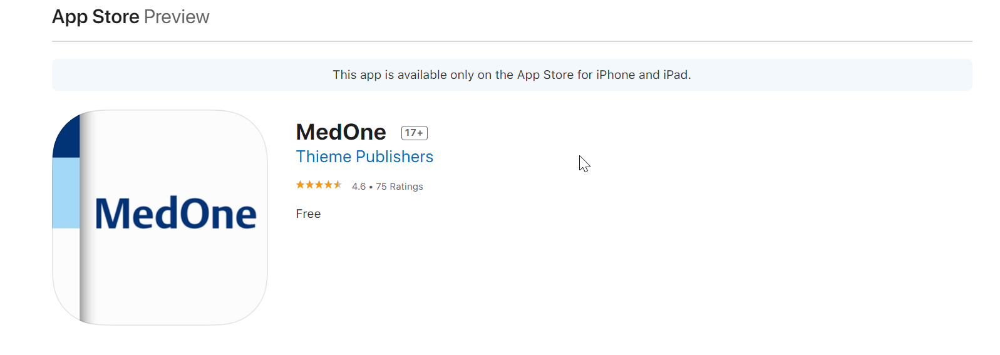 App Store Preview
This app is available only on the App Store for iPhone and iPad.
MedOne
MedOne 17+
Thieme Publishers
4.6 • 75 Ratings
Free